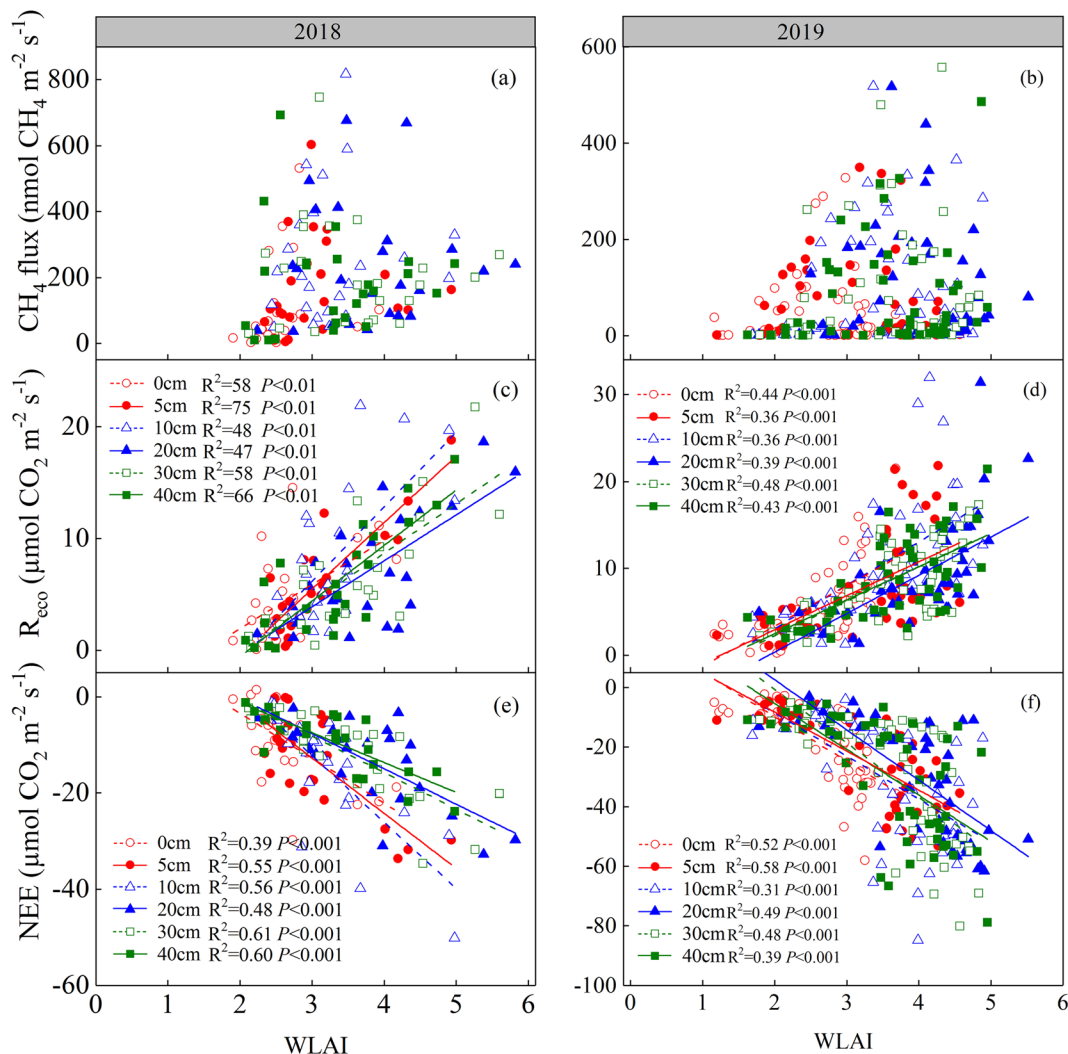 2018
2019
CH4 flux (nmol CH4 m-2 s-1)
800
600
400
200
0
(a)
600
400
200
0
(b)
Reco (μmol CO2 m-2 s-1)
20
10
0
(c)
0cm R2=58 P<0.01
5cm R2=75 P<0.01
10cm R2=48 P<0.01
20cm R2=47 P<0.01
30cm R2=58 P<0.01
40cm R2=66 P<0.01
30
20
10
0
(d)
0cm R2=0.44 P<0.001
5cm R2=0.36 P<0.001
10cm R2=0.36 P<0.001
20cm R2=0.39 P<0.001
30cm R2=0.48 P<0.001
40cm R2=0.43 P<0.001
NEE (μmol CO2 m-2 s-1)
0
-20
-40
-60
(e)
0cm R2=0.39 P<0.001
5cm R2=0.55 P<0.001
10cm R2=0.56 P<0.001
20cm R2=0.48 P<0.001
30cm R2=0.61 P<0.001
40cm R2=0.60 P<0.001
0 1 2 3 4 5 6
WLAI
0
-20
-40
-60
-80
-100
(f)
0cm R2=0.52 P<0.001
5cm R2=0.58 P<0.001
10cm R2=0.31 P<0.001
20cm R2=0.49 P<0.001
30cm R2=0.48 P<0.001
40cm R2=0.39 P<0.001
0 1 2 3 4 5 6
WLAI